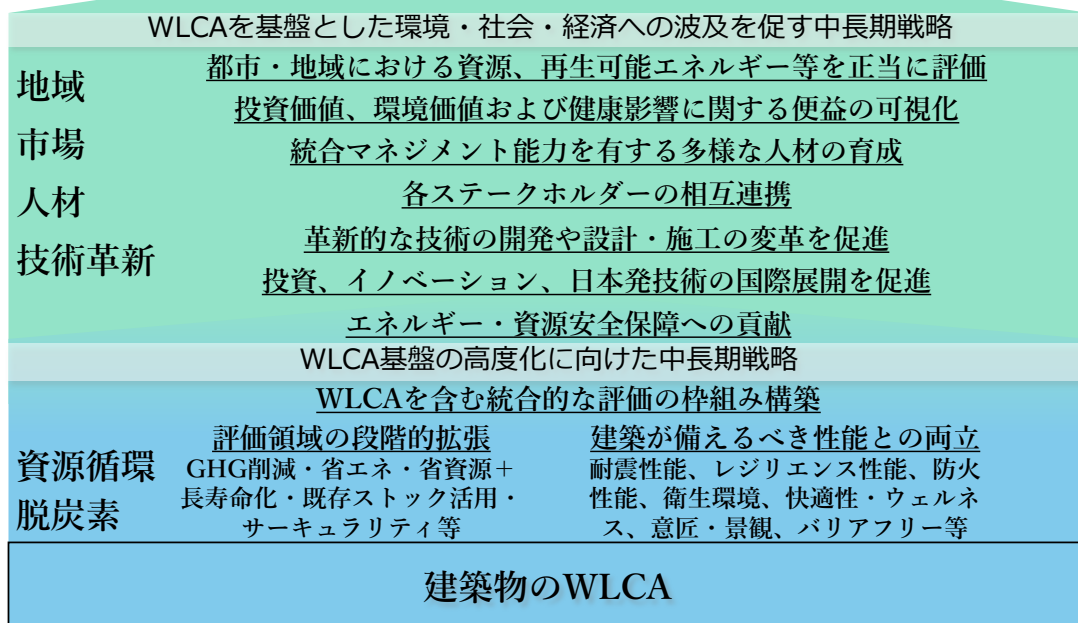 WLCAを基盤とした環境・社会・経済への波及を促す中長期戦略
地域
市場
人材
技術革新
都市・地域における資源、再生可能エネルギー等を正当に評価
投資価値、環境価値および健康影響に関する便益の可視化
統合マネジメント能力を有する多様な人材の育成
各ステークホルダーの相互連携
革新的な技術の開発や設計・施工の変革を促進
投資、イノベーション、日本発技術の国際展開を促進
エネルギー・資源安全保障への貢献
WLCA基盤の高度化に向けた中長期戦略
WLCAを含む統合的な評価の枠組み構築
資源循環
脱炭素
評価領域の段階的拡張
GHG削減・省エネ・省資源＋
長寿命化・既存ストック活用・
サーキュラリティ等
建築が備えるべき性能との両立
耐震性能、レジリエンス性能、防火
性能、衛生環境、快適性・ウェルネ
ス、意匠・景観、バリアフリー等
建築物のWLCA